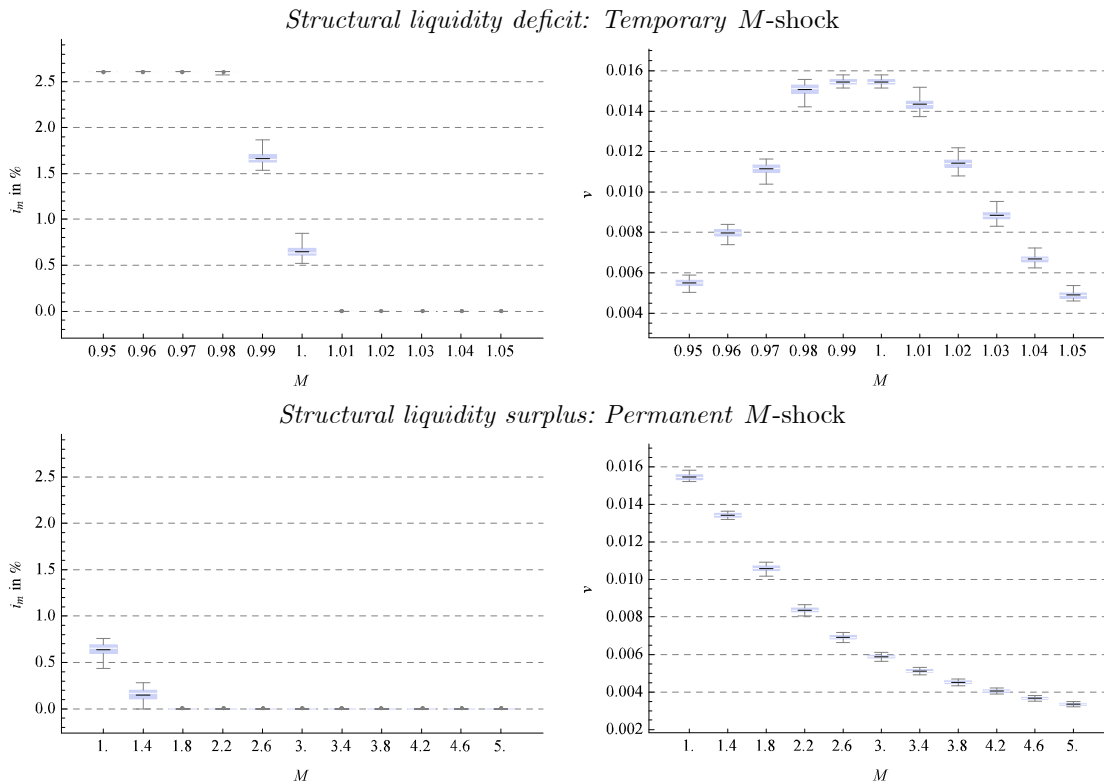 Structural liquidity deficit: Temporary M-shock
i_m in %
2.5
2.0
1.5
1.0
0.5
0.0
0.95 0.96 0.97 0.98 0.99 1. 1.01 1.02 1.03 1.04 1.05
M
v
0.016
0.014
0.012
0.010
0.008
0.006
0.004
0.95 0.96 0.97 0.98 0.99 1. 1.01 1.02 1.03 1.04 1.05
M
Structural liquidity surplus: Permanent M-shock
i_m in %
2.5
2.0
1.5
1.0
0.5
0.0
1. 1.4 1.8 2.2 2.6 3. 3.4 3.8 4.2 4.6 5.
M
v
0.016
0.014
0.012
0.010
0.008
0.006
0.004
0.002
1. 1.4 1.8 2.2 2.6 3. 3.4 3.8 4.2 4.6 5.
M